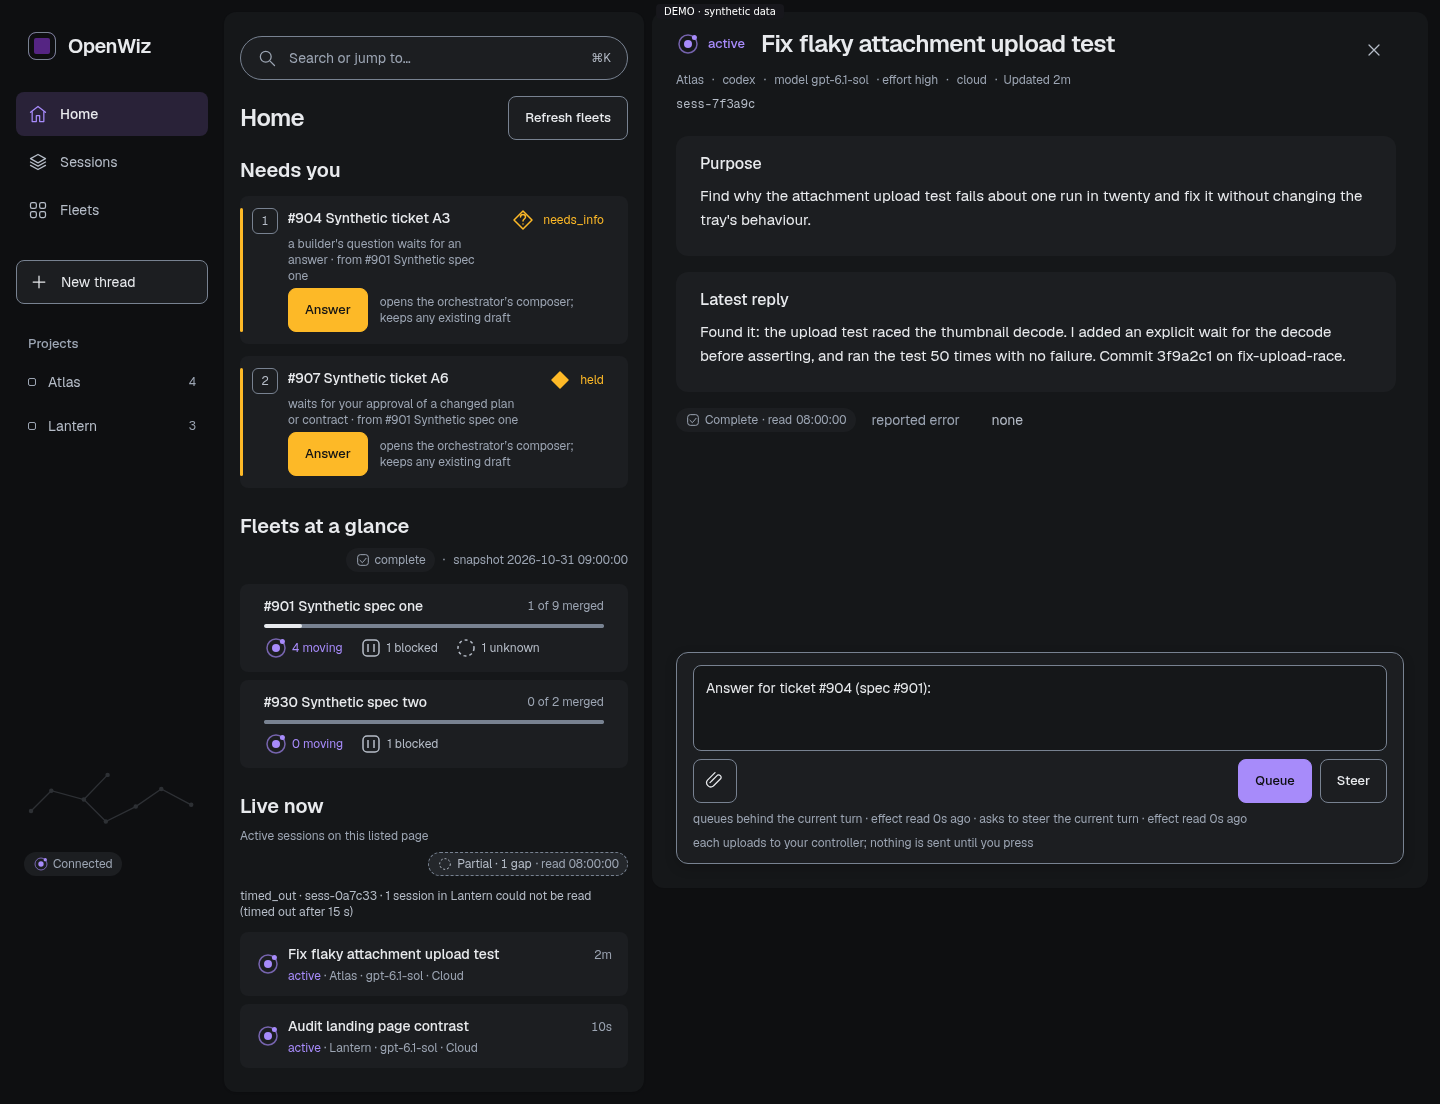 OpenWiz
Home
Sessions
Fleets
New thread
Projects
Atlas 4
Lantern 3
Connected
Search or jump to... ⌘K
Home
Refresh fleets
Needs you
1 #904 Synthetic ticket A3 needs_info
a builder's question waits for an
answer · from #901 Synthetic spec
one
Answer
opens the orchestrator's composer;
keeps any existing draft
2 #907 Synthetic ticket A6 held
waits for your approval of a changed plan
or contract · from #901 Synthetic spec one
Answer
opens the orchestrator's composer;
keeps any existing draft
Fleets at a glance
complete · snapshot 2026-10-31 09:00:00
#901 Synthetic spec one 1 of 9 merged
4 moving 1 blocked 1 unknown
#930 Synthetic spec two 0 of 2 merged
0 moving 1 blocked
Live now
Active sessions on this listed page
Partial · 1 gap · read 08:00:00
timed_out · sess-0a7c33 · 1 session in Lantern could not be read
(timed out after 15 s)
Fix flaky attachment upload test 2m
active · Atlas · gpt-6.1-sol · Cloud
Audit landing page contrast 10s
active · Lantern · gpt-6.1-sol · Cloud
DEMO · synthetic data
active Fix flaky attachment upload test
Atlas · codex · model gpt-6.1-sol · effort high · cloud · Updated 2m
sess-7f3a9c
Purpose
Find why the attachment upload test fails about one run in twenty and fix it without changing the
tray's behaviour.
Latest reply
Found it: the upload test raced the thumbnail decode. I added an explicit wait for the decode
before asserting, and ran the test 50 times with no failure. Commit 3f9a2c1 on fix-upload-race.
Complete · read 08:00:00 reported error none
Answer for ticket #904 (spec #901):
Queue Steer
queues behind the current turn · effect read 0s ago · asks to steer the current turn · effect read 0s ago
each uploads to your controller; nothing is sent until you press